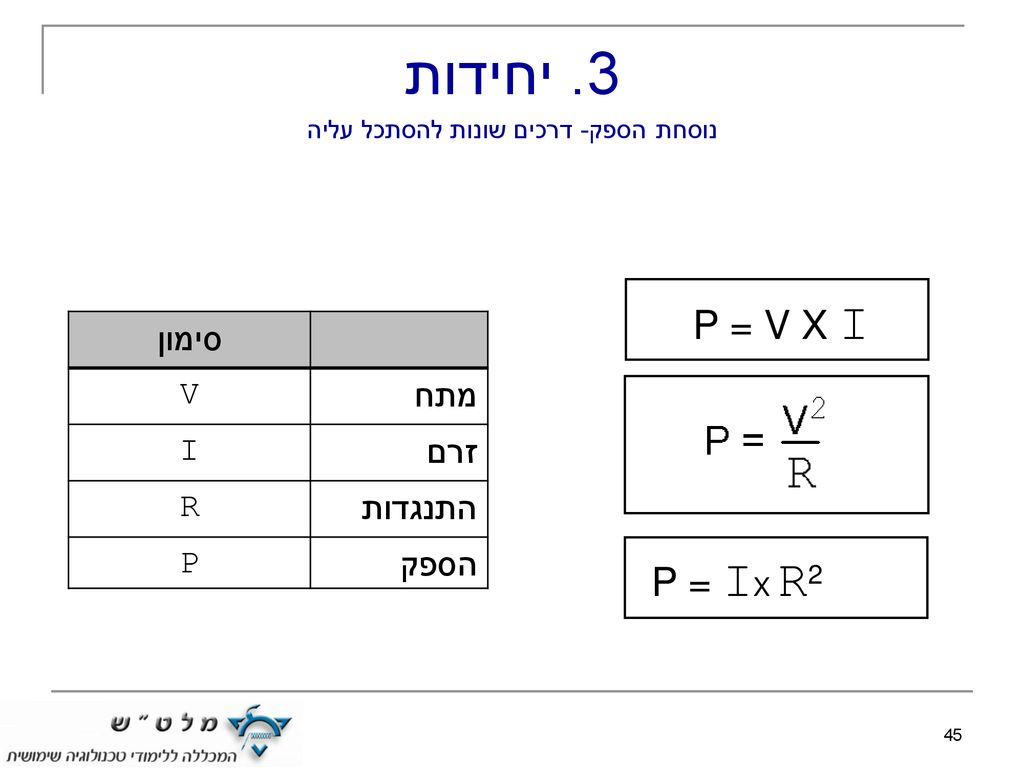 3. יחידות
נוסחת הספק- דרכים שונות להסתכל עליה
סימון
מתח V
זרם I
התנגדות R
הספק P
P = V X I
P = V²/R
P = I x R²
מלט״ש
המכללה ללימודי טכנולוגיה שימושית
45